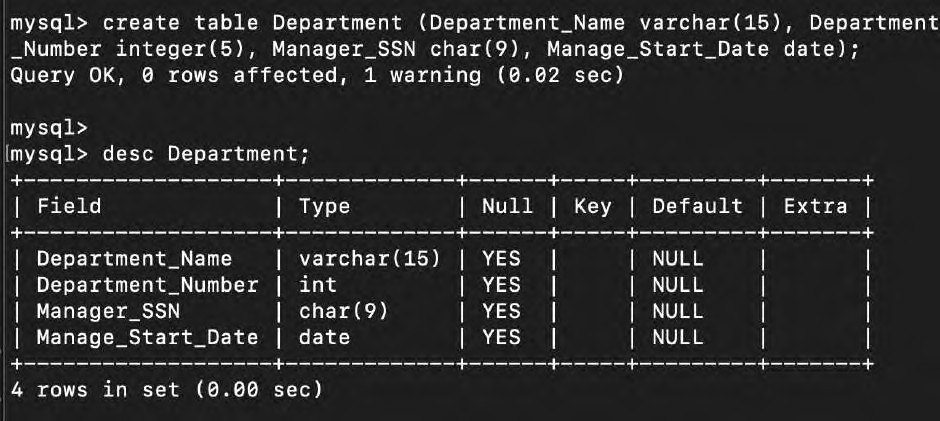 mysql> create table Department (Department_Name varchar(15), Department
_Number integer(5), Manager_SSN char(9), Manage_Start_Date date);
Query OK, 0 rows affected, 1 warning (0.02 sec)
mysql>
[mysql> desc Department;
+--------------------+-------------+------+-----+---------+-------+
| Field              | Type        | Null | Key | Default | Extra |
+--------------------+-------------+------+-----+---------+-------+
| Department_Name    | varchar(15) | YES  |     | NULL    |       |
| Department_Number  | int         | YES  |     | NULL    |       |
| Manager_SSN        | char(9)     | YES  |     | NULL    |       |
| Manage_Start_Date  | date        | YES  |     | NULL    |       |
+--------------------+-------------+------+-----+---------+-------+
4 rows in set (0.00 sec)